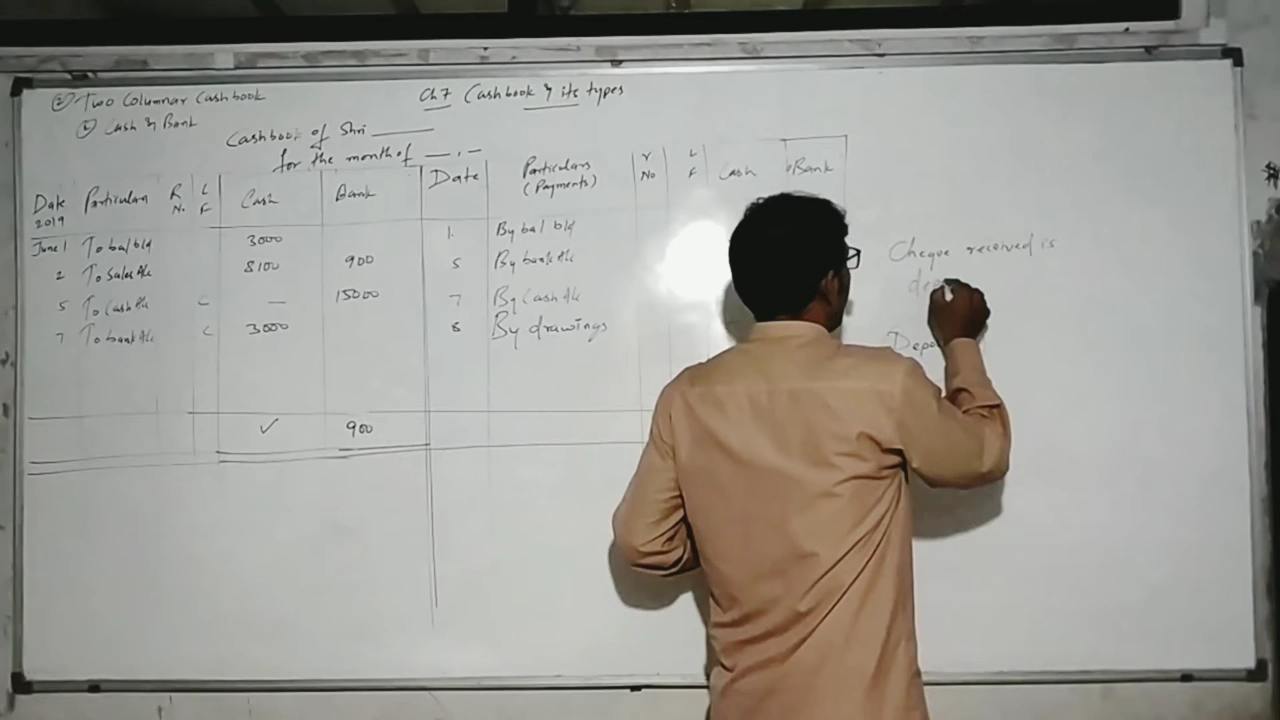 ② Two Columnar Cashbook
Ch 7 Cashbook & its types
① Cash & Bank
Cashbook of Shri
for the month of
Date 2019 Particulars R No. L F Cash Bank Date Particulars (Payments) V No L F Cash Bank
June 1 To bal b/d 3000 1 By bal b/d
2 To Sales A/c 8100 900 5 By bank A/c
5 To Cash A/c C — 15000 7 By Cash A/c
7 To bank A/c C 3000 8 By drawings
✓ 900
Cheque received is
Depo